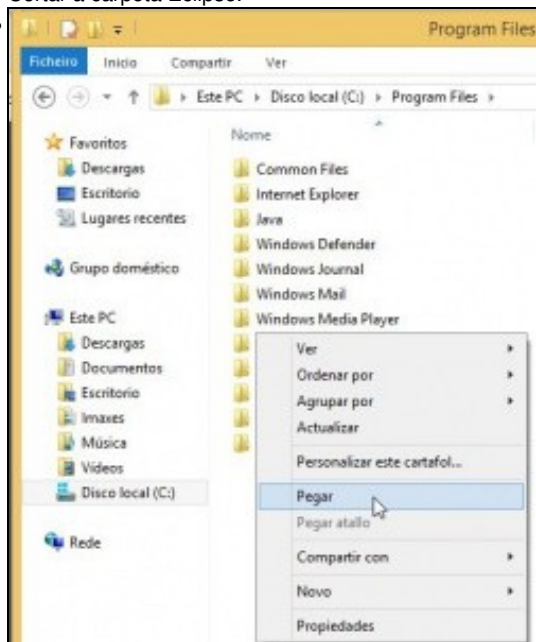 Program Files
Ficheiro Inicio Compartir Ver
Este PC Disco local (C:) Program Files
Nome
Favoritos
Descargas
Escritorio
Lugares recentes
Grupo doméstico
Este PC
Descargas
Documentos
Escritorio
Imaxes
Música
Vídeos
Disco local (C:)
Rede
Common Files
Internet Explorer
Java
Windows Defender
Windows Journal
Windows Mail
Windows Media Player
Ver
Ordenar por
Agrupar por
Actualizar
Personalizar este cartafol...
Pegar
Pegar atallo
Compartir con
Novo
Propiedades